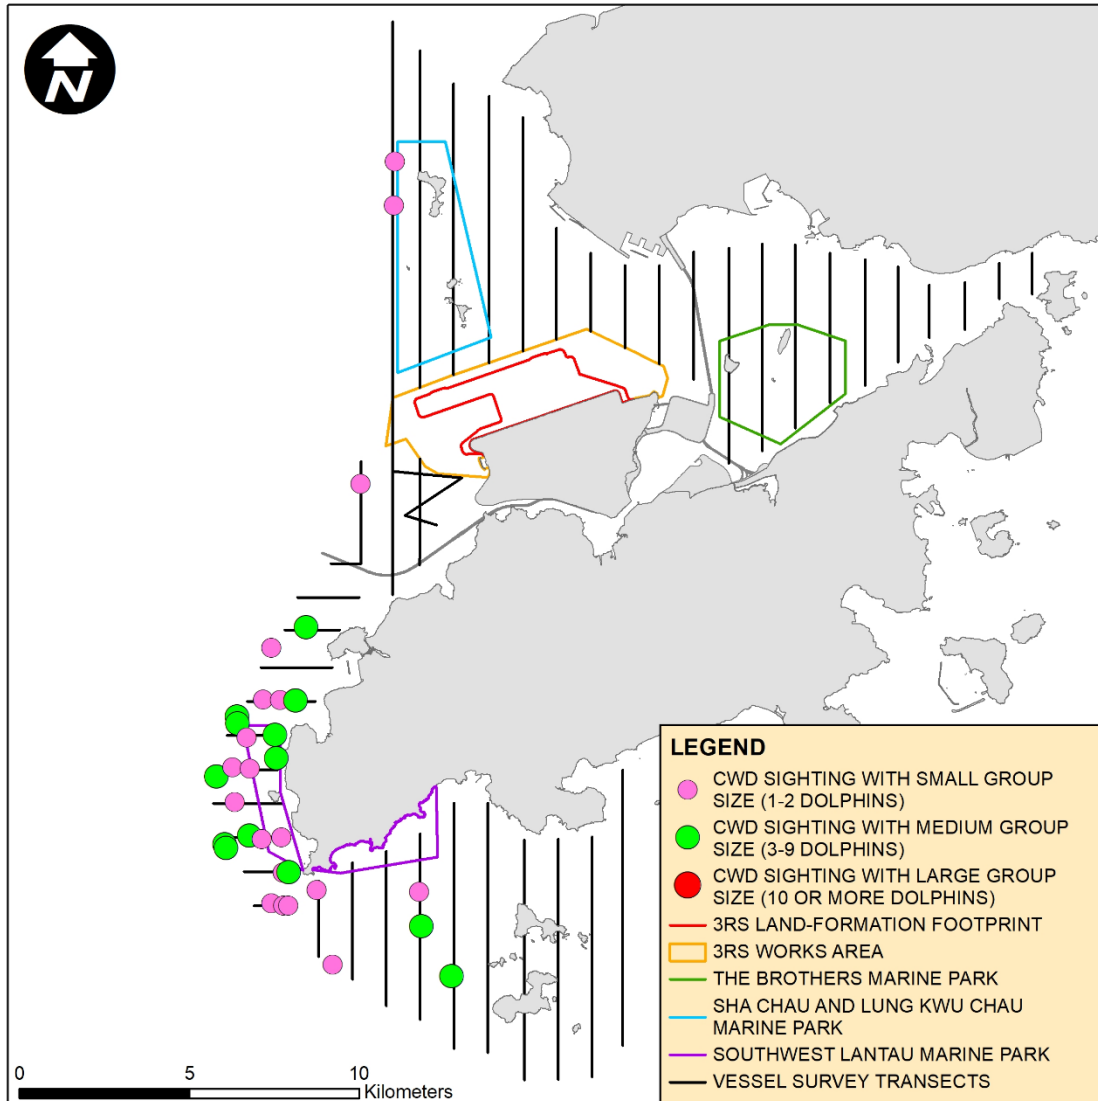 N
LEGEND
CWD SIGHTING WITH SMALL GROUP
SIZE (1-2 DOLPHINS)
CWD SIGHTING WITH MEDIUM GROUP
SIZE (3-9 DOLPHINS)
CWD SIGHTING WITH LARGE GROUP
SIZE (10 OR MORE DOLPHINS)
3RS LAND-FORMATION FOOTPRINT
3RS WORKS AREA
THE BROTHERS MARINE PARK
SHA CHAU AND LUNG KWU CHAU
MARINE PARK
SOUTHWEST LANTAU MARINE PARK
VESSEL SURVEY TRANSECTS
0 5 10
Kilometers